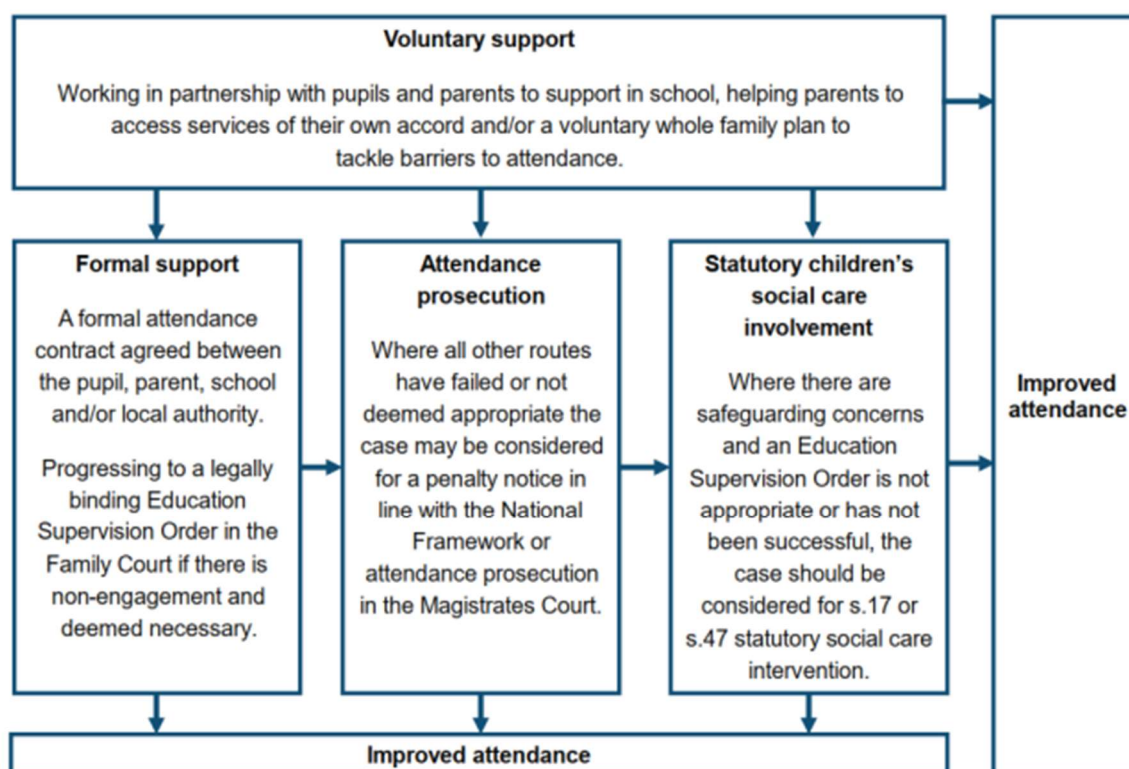 Voluntary support
Working in partnership with pupils and parents to support in school, helping parents to
access services of their own accord and/or a voluntary whole family plan to
tackle barriers to attendance.
Formal support
A formal attendance
contract agreed between
the pupil, parent, school
and/or local authority.
Progressing to a legally
binding Education
Supervision Order in the
Family Court if there is
non-engagement and
deemed necessary.
Attendance
prosecution
Where all other routes
have failed or not
deemed appropriate the
case may be considered
for a penalty notice in
line with the National
Framework or
attendance prosecution
in the Magistrates Court.
Statutory children's
social care
involvement
Where there are
safeguarding concerns
and an Education
Supervision Order is not
appropriate or has not
been successful, the
case should be
considered for s.17 or
s.47 statutory social care
intervention.
Improved
attendance
Improved attendance